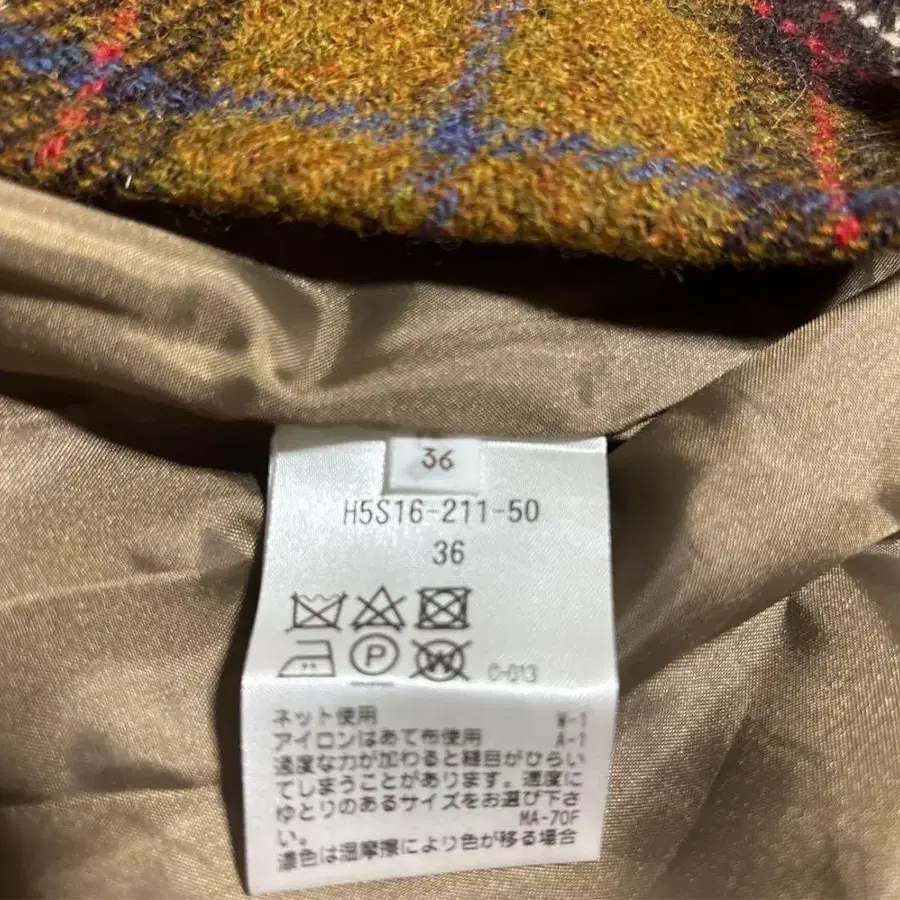 36
H5S16-211-50
36
P W C-013
ネット使用 W-1
アイロンはあて布使用 A-1
過度な力が加わると縫目がひらい
てしまうことがあります。適度に
ゆとりのあるサイズをお選び下さ
い。 MA-70F
濃色は湿摩擦により色が移る場合